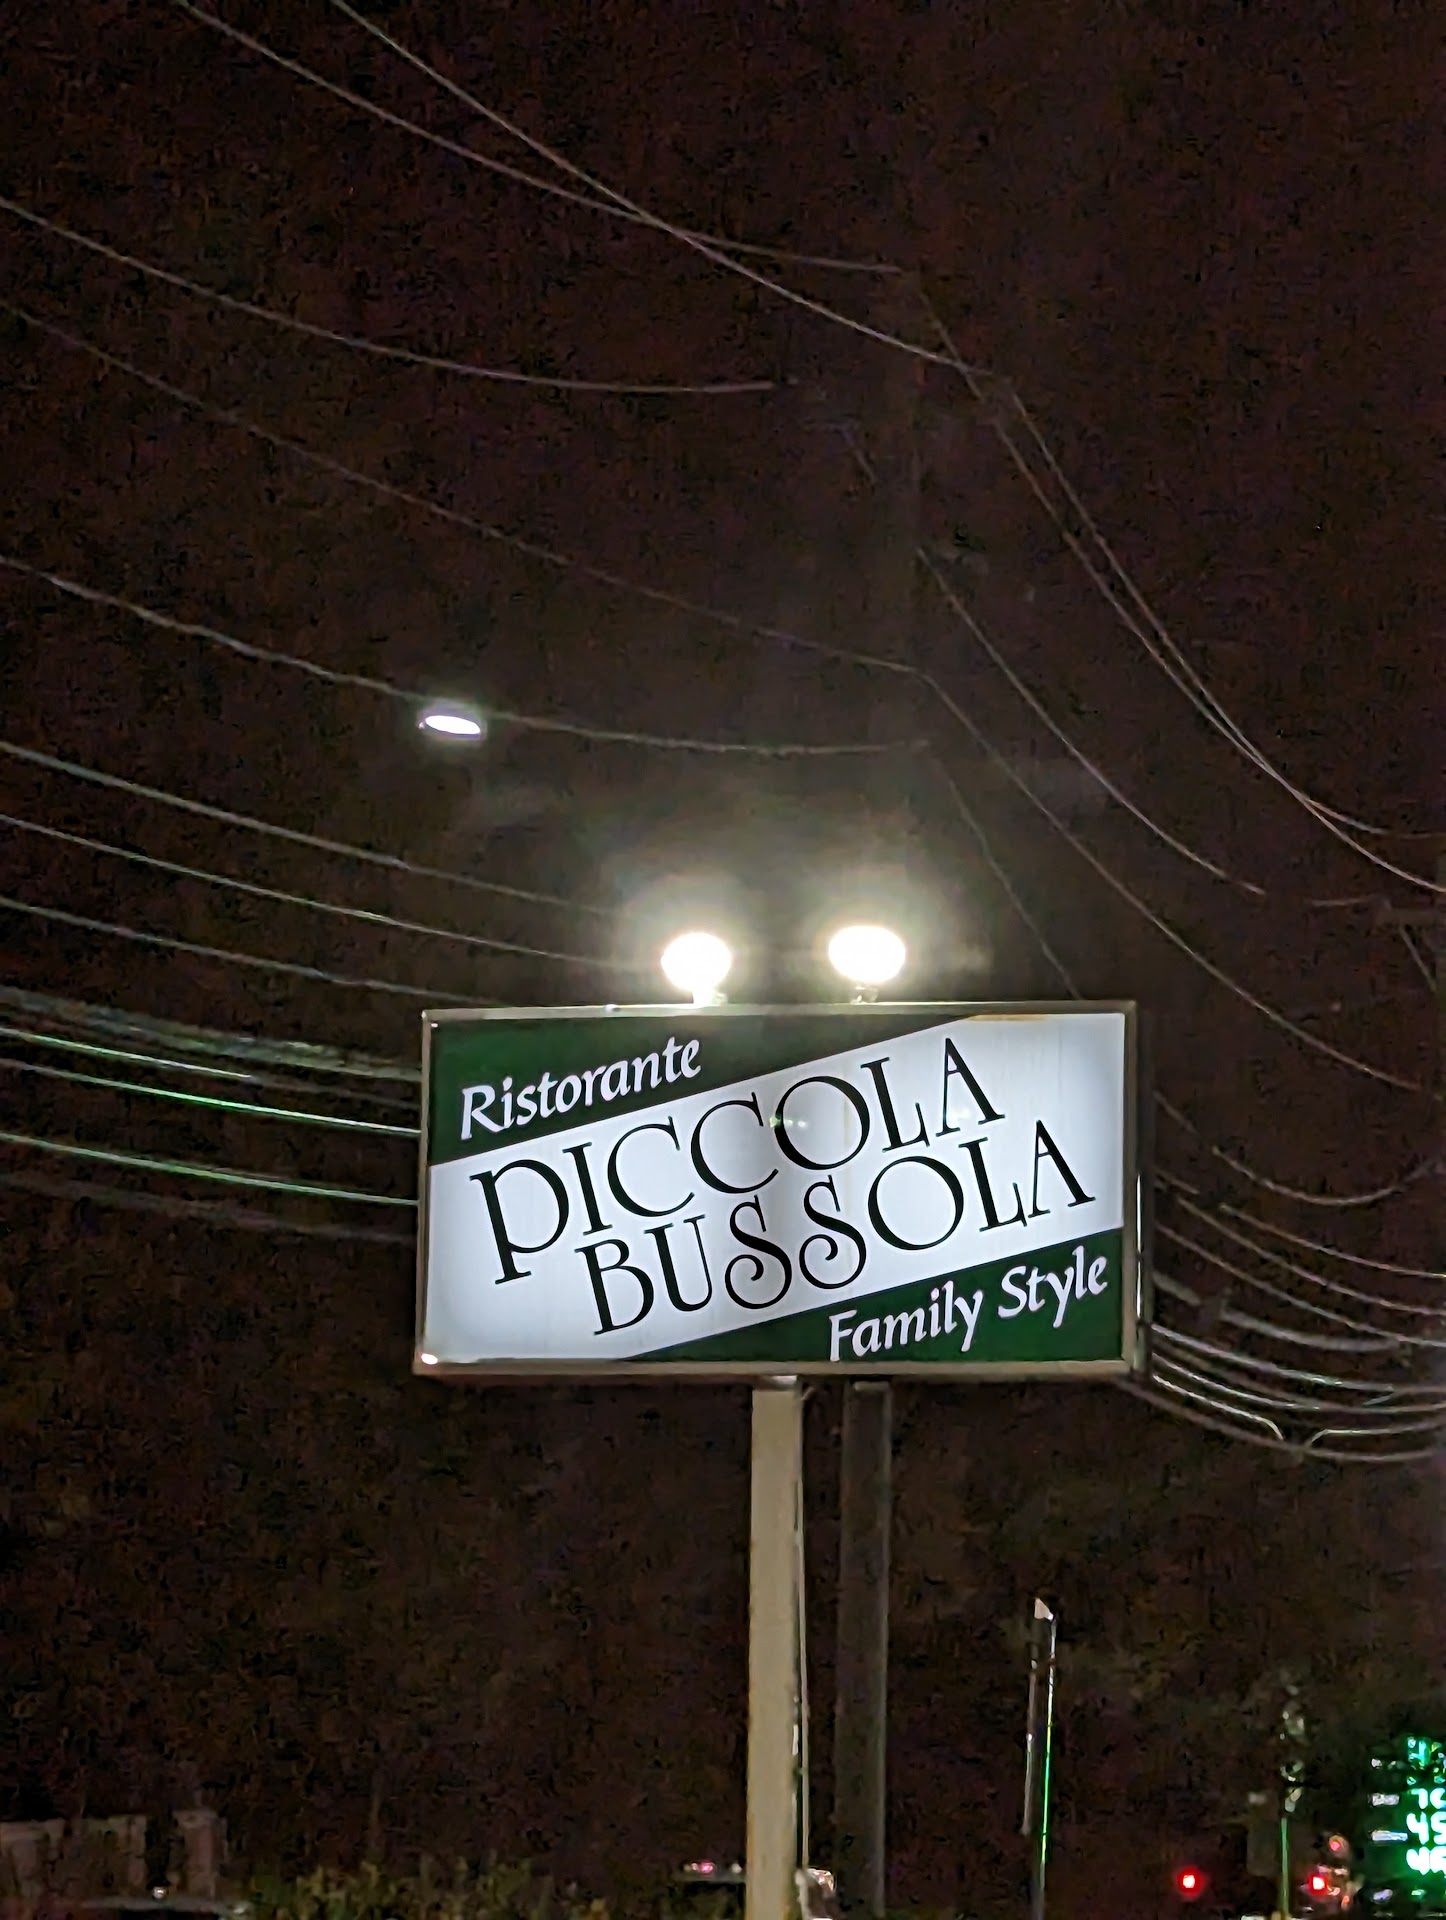 Ristorante
PICCOLA
BUSSOLA
Family Style